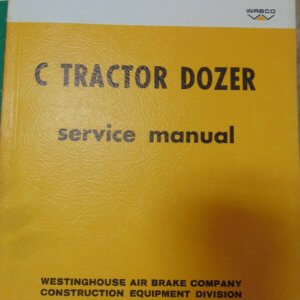 WABCO
C TRACTOR DOZER
service manual
WESTINGHOUSE AIR BRAKE COMPANY
CONSTRUCTION EQUIPMENT DIVISION